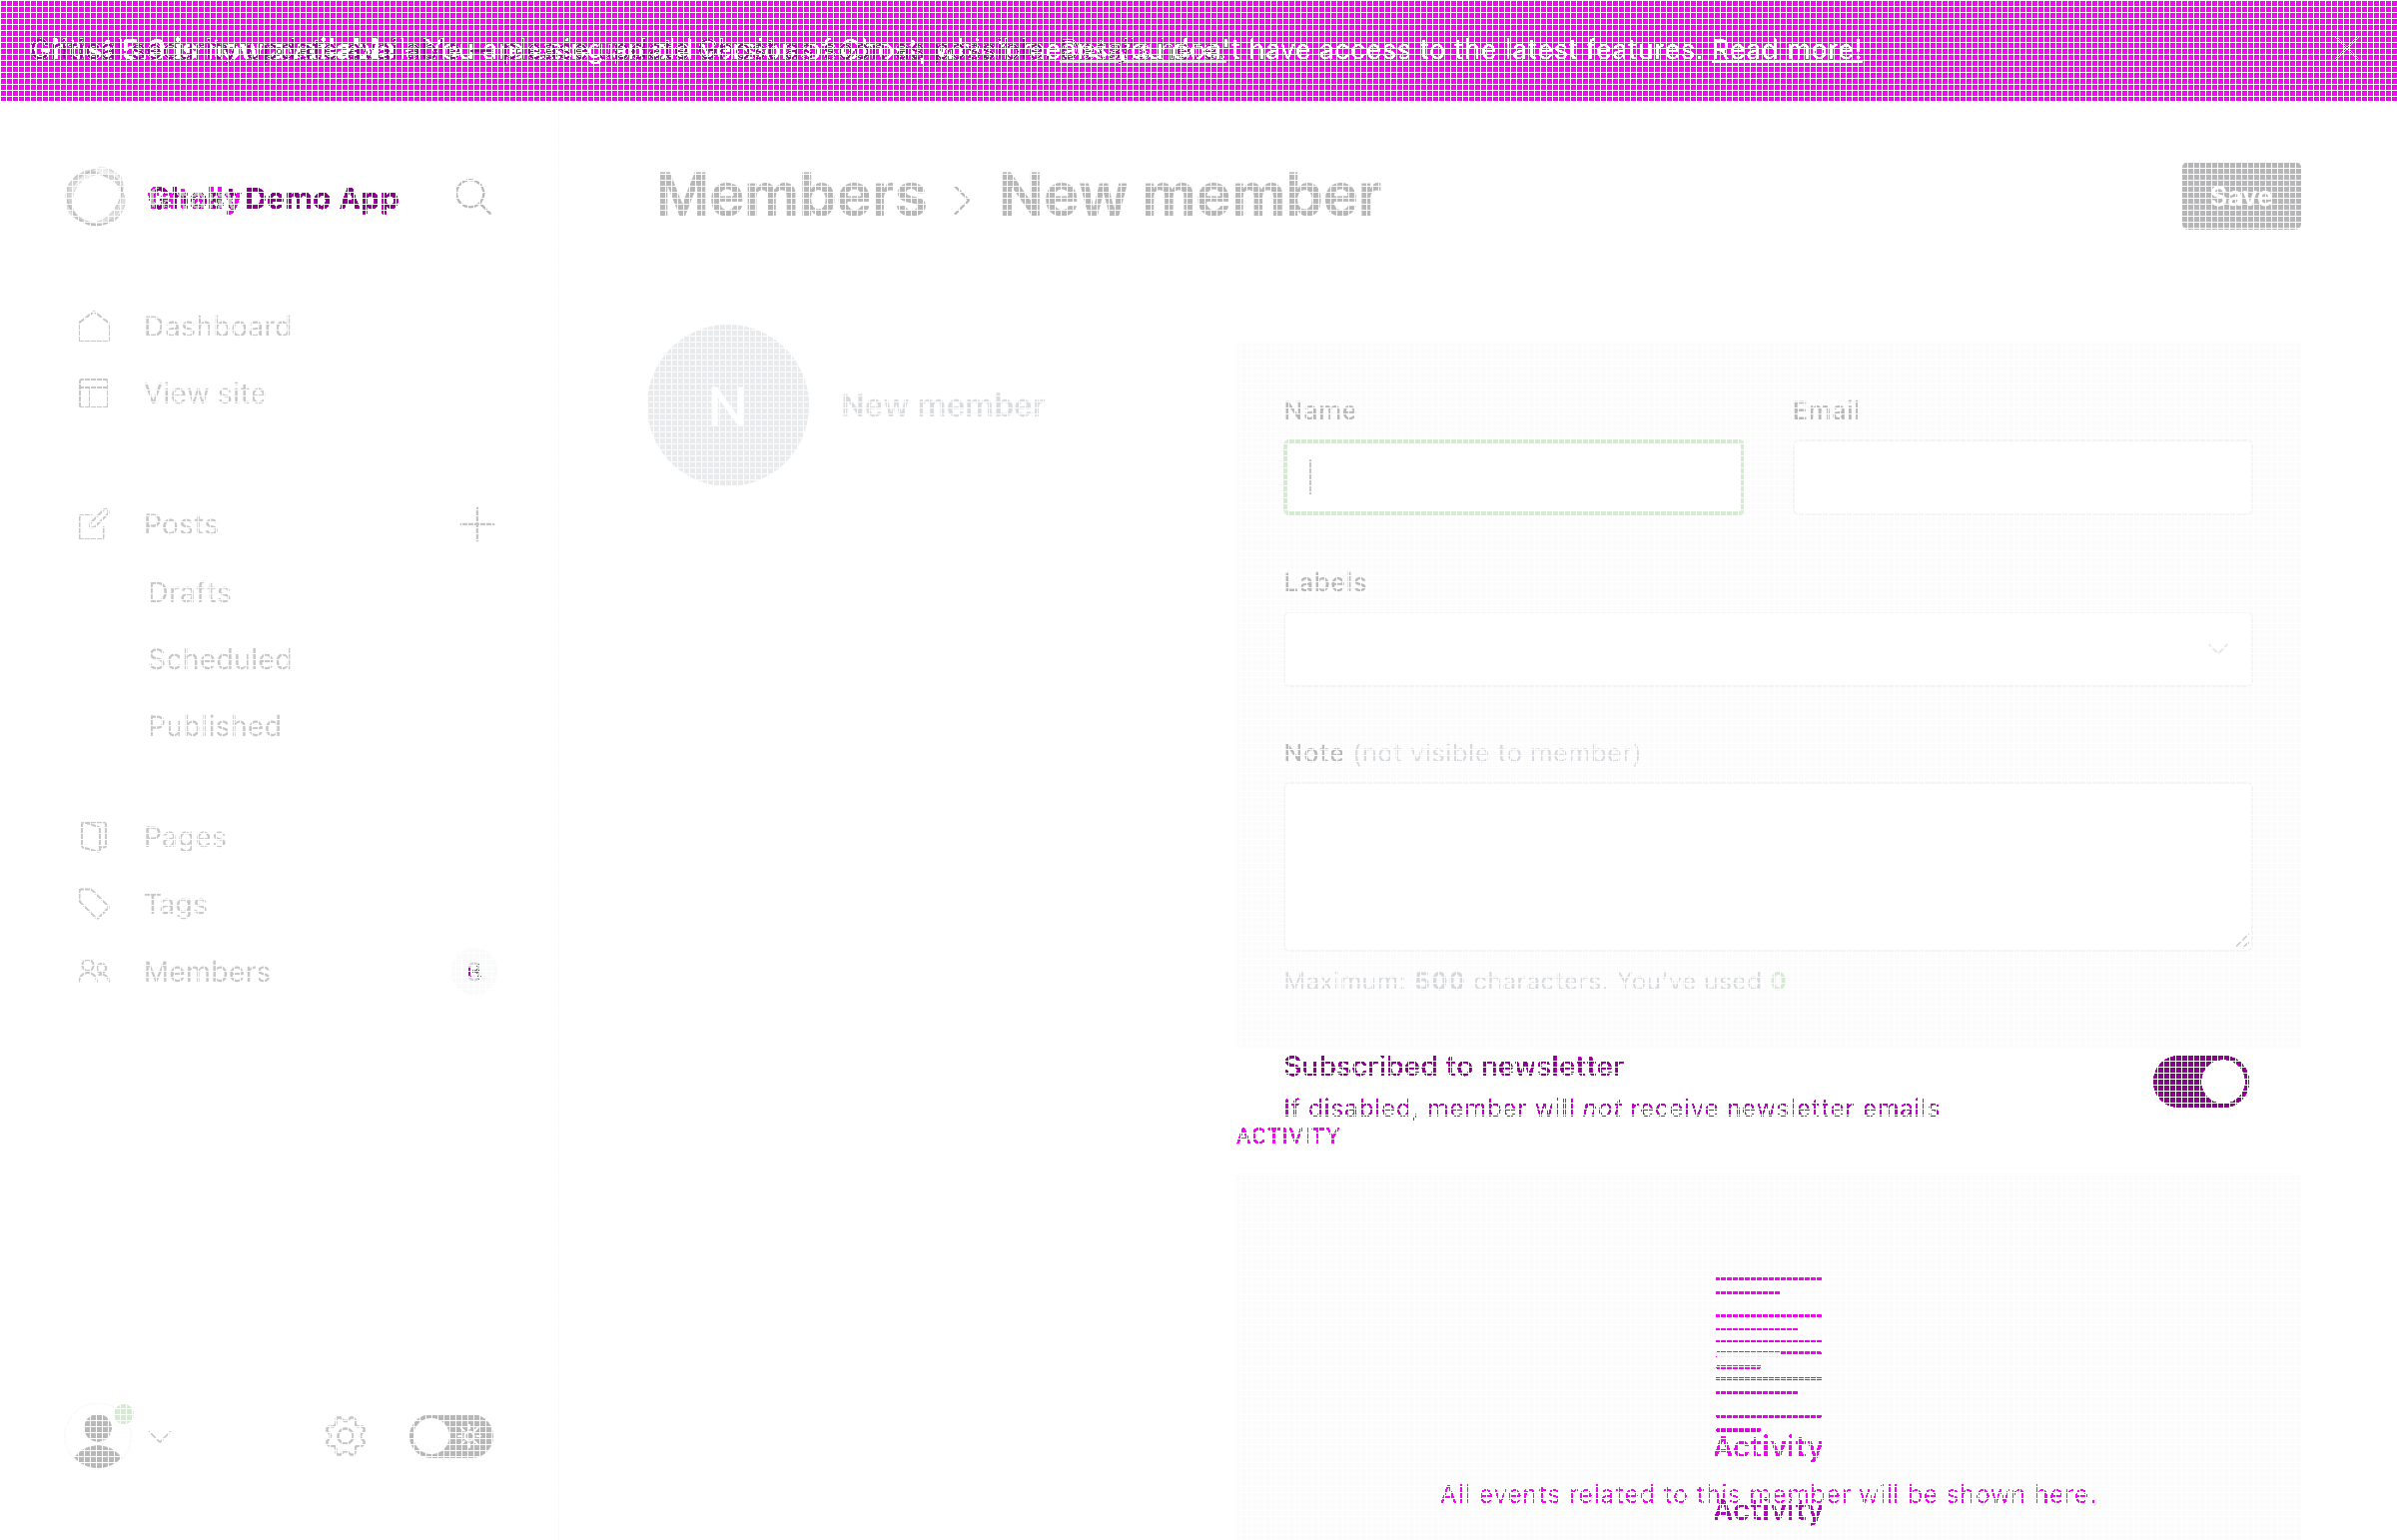 You are using an old version of Ghost, which means you don't have access to the latest features. Read more!
Demo App
Members
New member
Save
Dashboard
View site
N
New member
Name
Email
Posts
Labels
Drafts
Scheduled
Published
Note (not visible to member)
Pages
Tags
Members
Maximum: 500 characters. You've used 0
Subscribed to newsletter
If disabled, member will not receive newsletter emails
ACTIVITY
Activity
All events related to this member will be shown here.
Activity